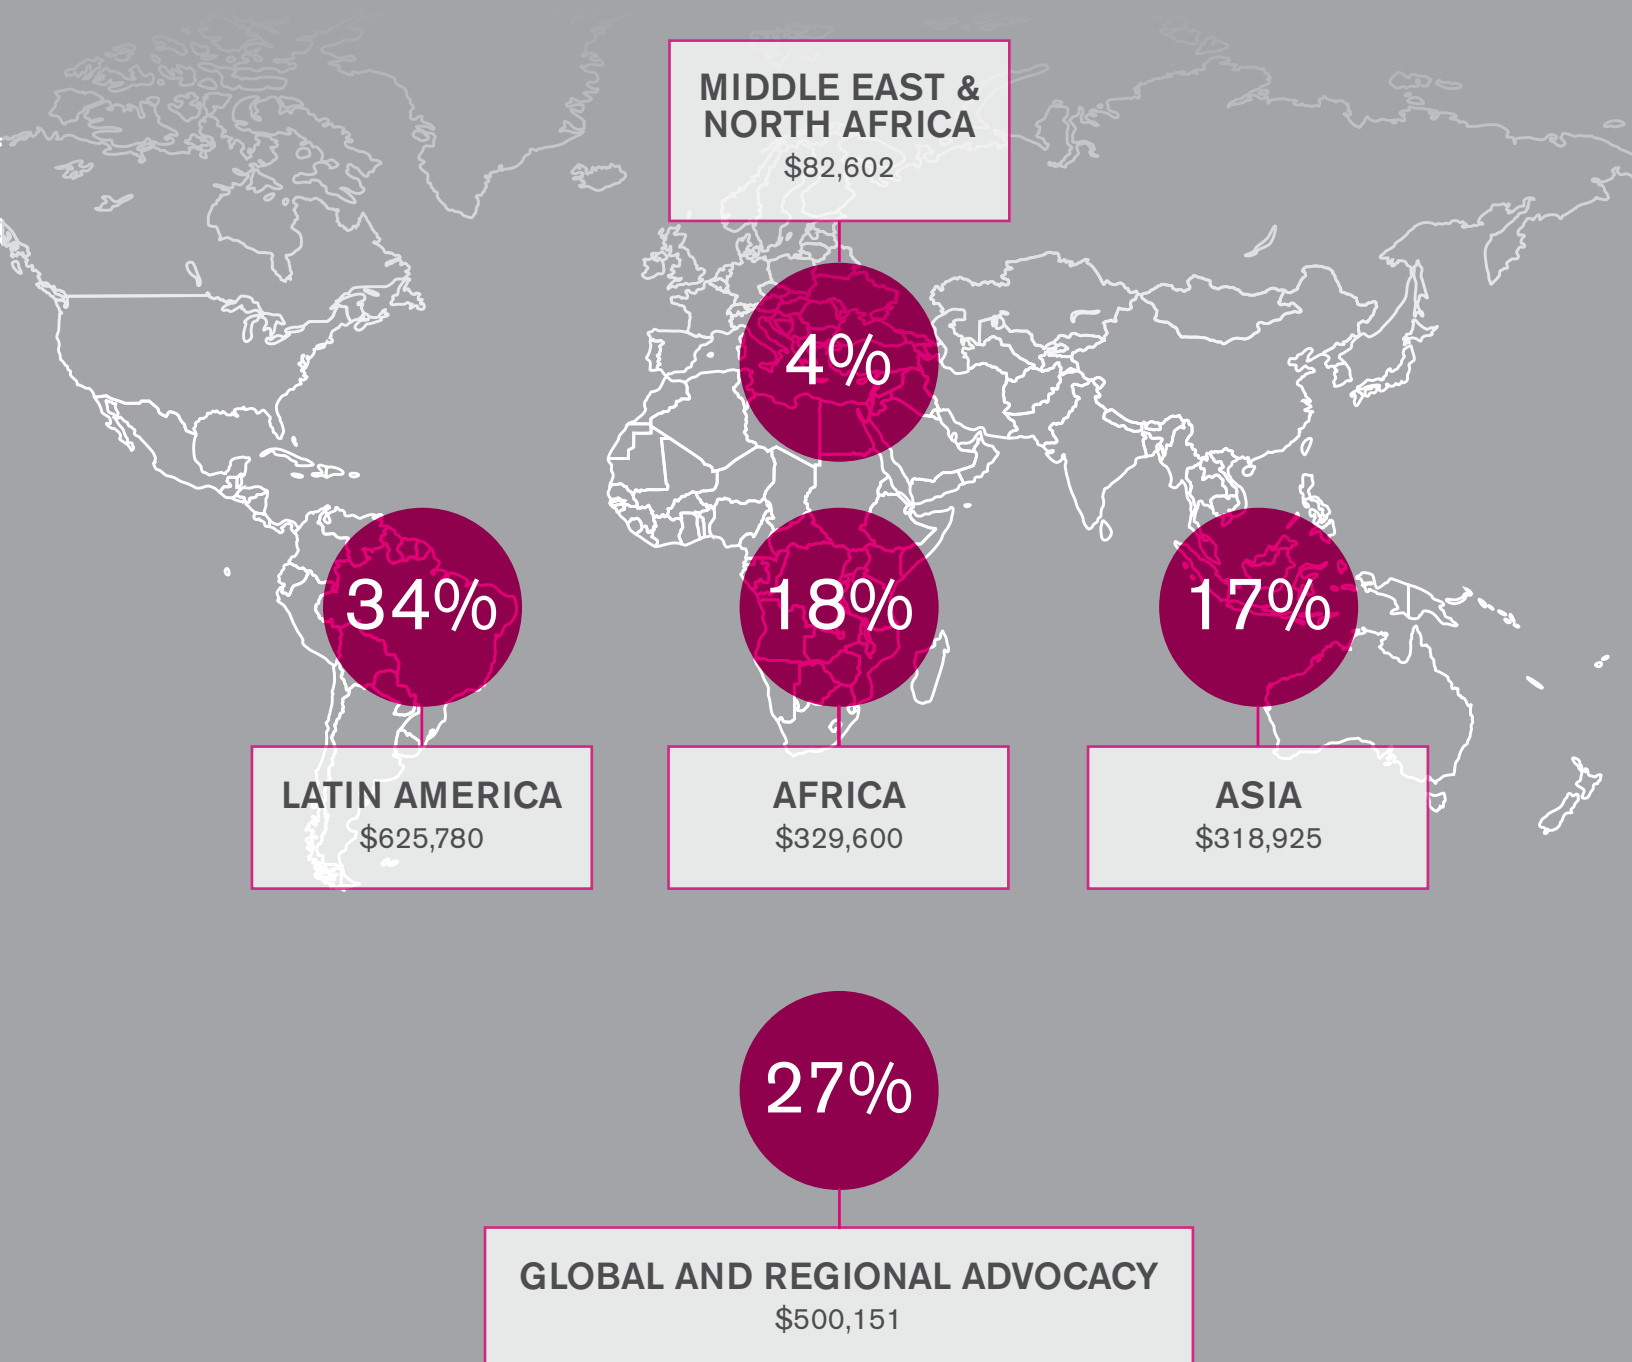 MIDDLE EAST &
NORTH AFRICA
$82,602
4%
34%
LATIN AMERICA
$625,780
18%
AFRICA
$329,600
17%
ASIA
$318,925
27%
GLOBAL AND REGIONAL ADVOCACY
$500,151